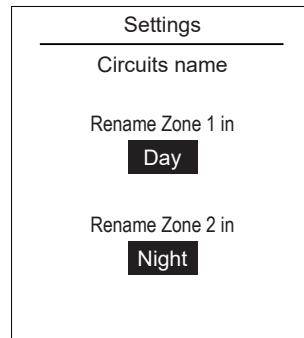 Settings
Circuits name
Rename Zone 1 in
Day
Rename Zone 2 in
Night